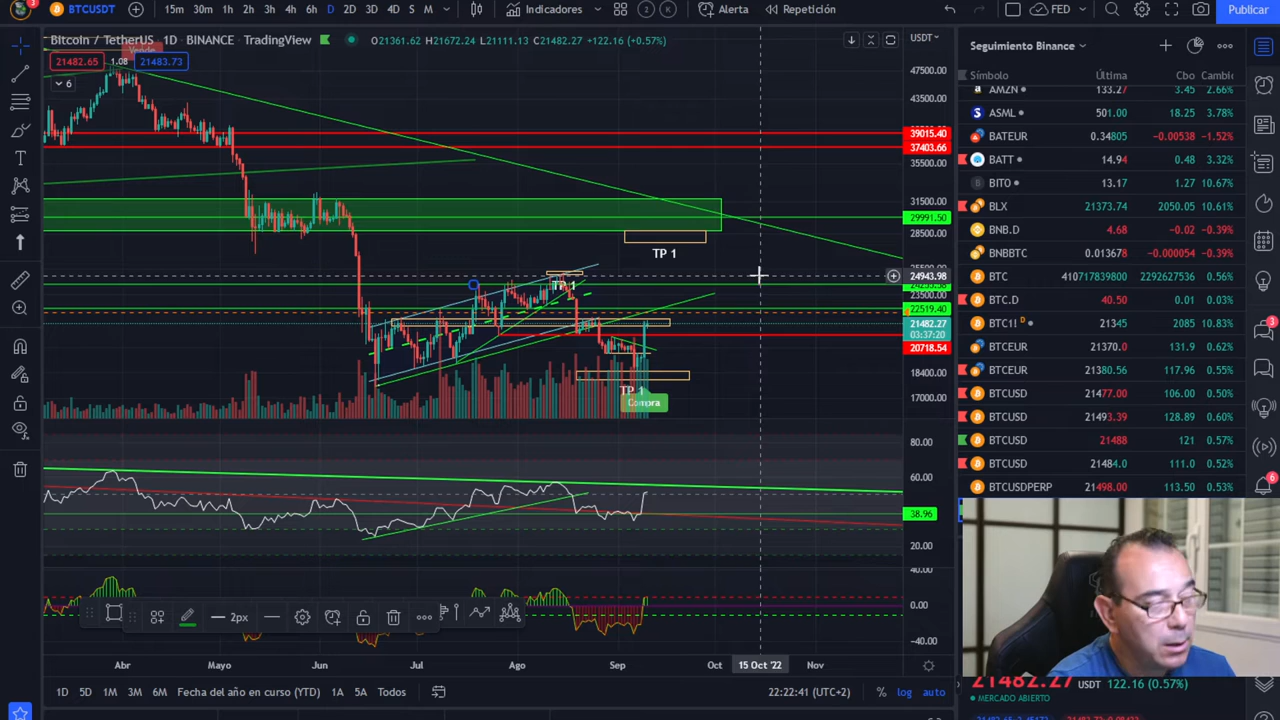 3
BTCUSDT
15m 30m 1h 2h 3h 4h 6h D 2D 3D 4D S M
Indicadores
2
Alerta
Repetición
FED
Publicar
Bitcoin / TetherUS 1D BINANCE TradingView
O21361.62 H21672.24 L21111.13 C21482.27 +122.16 (+0.57%)
USDT
21482.65 1.08 21483.73
6
47500.00
43500.00
39015.40
37403.66
35500.00
31500.00
29991.50
28500.00
TP 1
24943.98
TP 1
23500.00
22519.40
21482.27
03:37:20
20718.54
18400.00
TP 1
Compra
17000.00
80.00
60.00
38.96
20.00
40.00
0.00
−40.00
2px
Abr Mayo Jun Jul Ago Sep Oct 15 Oct '22 Nov
1D 5D 1M 3M 6M Fecha del año en curso (YTD) 1A 5A Todos
22:22:41 (UTC+2)
% log auto
Seguimiento Binance
Símbolo Última Cbo Cambic
AMZN 133.27 3.45 2.66%
ASML 501.00 18.25 3.78%
BATEUR 0.34805 −0.00538 −1.52%
BATT 14.94 0.48 3.32%
BITO 13.17 1.27 10.67%
BLX 21373.74 2050.05 10.61%
BNB.D 4.68 −0.02 −0.39%
BNBBTC 0.013678 −0.000054 −0.39%
BTC 410717839800 2292627536 0.56%
BTC.D 40.50 0.01 0.03%
BTC1! D 21345 2085 10.83%
BTCEUR 21370.0 131.9 0.62%
BTCEUR 21380.56 117.96 0.55%
BTCUSD 21477.00 106.00 0.50%
BTCUSD 21493.39 128.89 0.60%
BTCUSD 21488 121 0.57%
BTCUSD 21484.0 111.0 0.52%
BTCUSDPERP 21498.00 113.50 0.53%
3
6
21482.27 USDT 122.16 (0.57%)
MERCADO ABIERTO